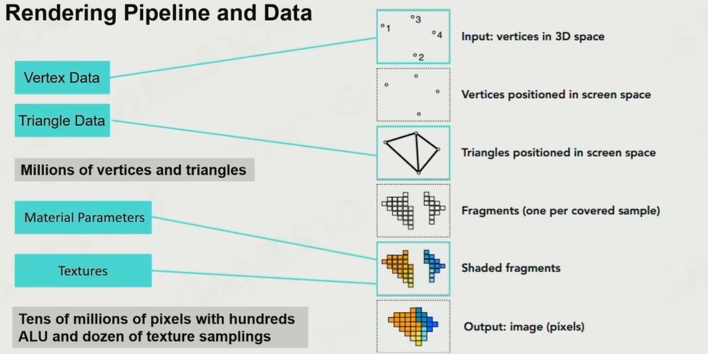 Rendering Pipeline and Data
Vertex Data
Triangle Data
Millions of vertices and triangles
Material Parameters
Textures
Tens of millions of pixels with hundreds
ALU and dozen of texture samplings
1
3
4
2
Input: vertices in 3D space
Vertices positioned in screen space
Triangles positioned in screen space
Fragments (one per covered sample)
Shaded fragments
Output: image (pixels)